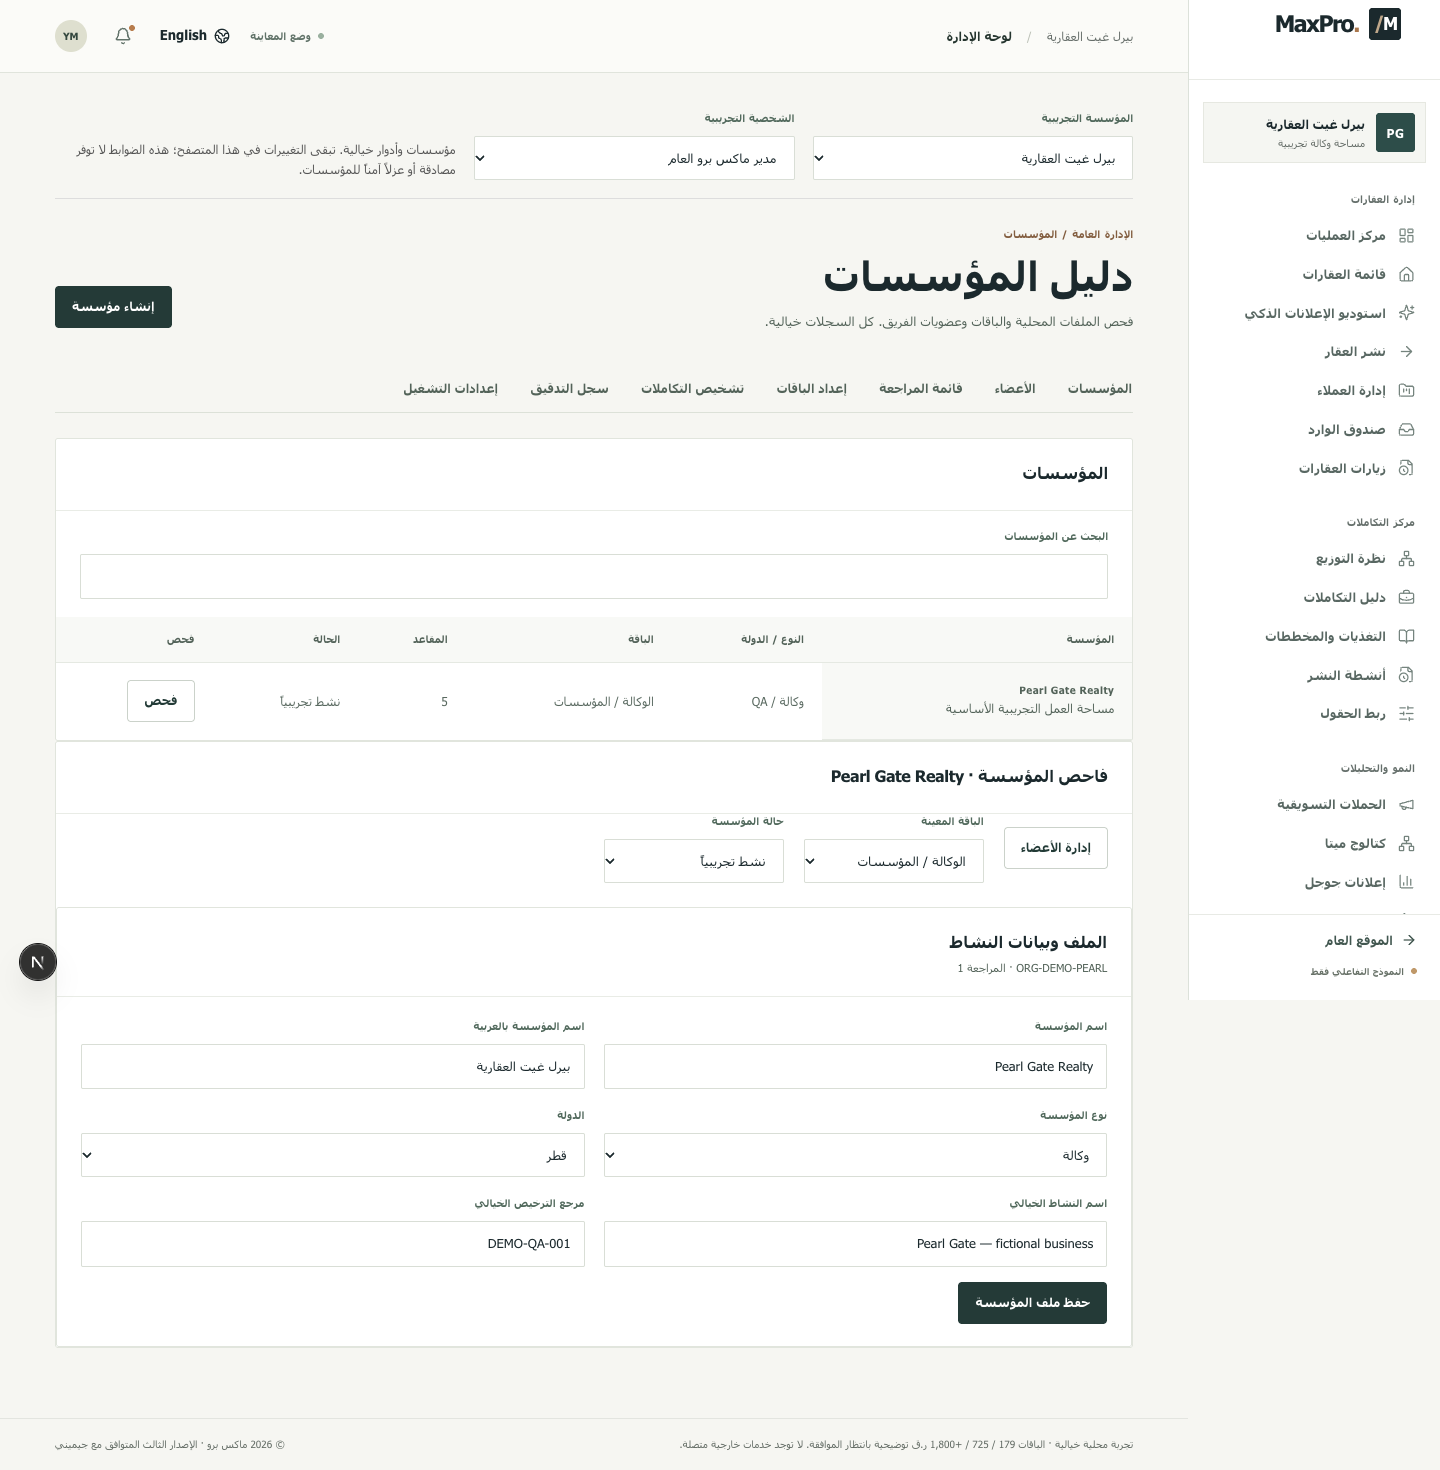 /M MaxPro.
بيرل غيت العقارية / لوحة الإدارة
وضع المعاينة
English
YM
PG
بيرل غيت العقارية
مساحة وكالة تجريبية
إدارة العقارات
مركز العمليات
قائمة العقارات
استوديو الإعلانات الذكي
نشر العقار
إدارة العملاء
صندوق الوارد
زيارات العقارات
مركز التكاملات
نظرة التوزيع
دليل التكاملات
التغذيات والمخططات
أنشطة النشر
ربط الحقول
النمو والتحليلات
الحملات التسويقية
كتالوج ميتا
إعلانات جوجل
الموقع العام
النموذج التفاعلي فقط
المؤسسة التجريبية
بيرل غيت العقارية
الشخصية التجريبية
مدير ماكس برو العام
مؤسسات وأدوار خيالية. تبقى التغييرات في هذا المتصفح؛ هذه الضوابط لا توفر
مصادقة أو عزلاً آمناً للمؤسسات.
الإدارة العامة / المؤسسات
دليل المؤسسات
فحص الملفات المحلية والباقات وعضويات الفريق. كل السجلات خيالية.
إنشاء مؤسسة
المؤسسات الأعضاء قائمة المراجعة إعداد الباقات تشخيص التكاملات سجل التدقيق إعدادات التشغيل
المؤسسات
البحث عن المؤسسات
المؤسسة النوع / الدولة الباقة المقاعد الحالة فحص
Pearl Gate Realty
مساحة العمل التجريبية الأساسية
وكالة / QA الوكالة / المؤسسات 5 نشط تجريبياً فحص
فاحص المؤسسة · Pearl Gate Realty
إدارة الأعضاء
الباقة المعينة
الوكالة / المؤسسات
حالة المؤسسة
نشط تجريبياً
الملف وبيانات النشاط
ORG-DEMO-PEARL · المراجعة 1
اسم المؤسسة
Pearl Gate Realty
اسم المؤسسة بالعربية
بيرل غيت العقارية
نوع المؤسسة
وكالة
الدولة
قطر
اسم النشاط الخيالي
Pearl Gate — fictional business
مرجع الترخيص الخيالي
DEMO-QA-001
حفظ ملف المؤسسة
تجربة محلية خيالية · الباقات 179 / 725 / +1,800 ر.ق توضيحية بانتظار الموافقة. لا توجد خدمات خارجية متصلة.
© 2026 ماكس برو · الإصدار الثالث المتوافق مع جيميني